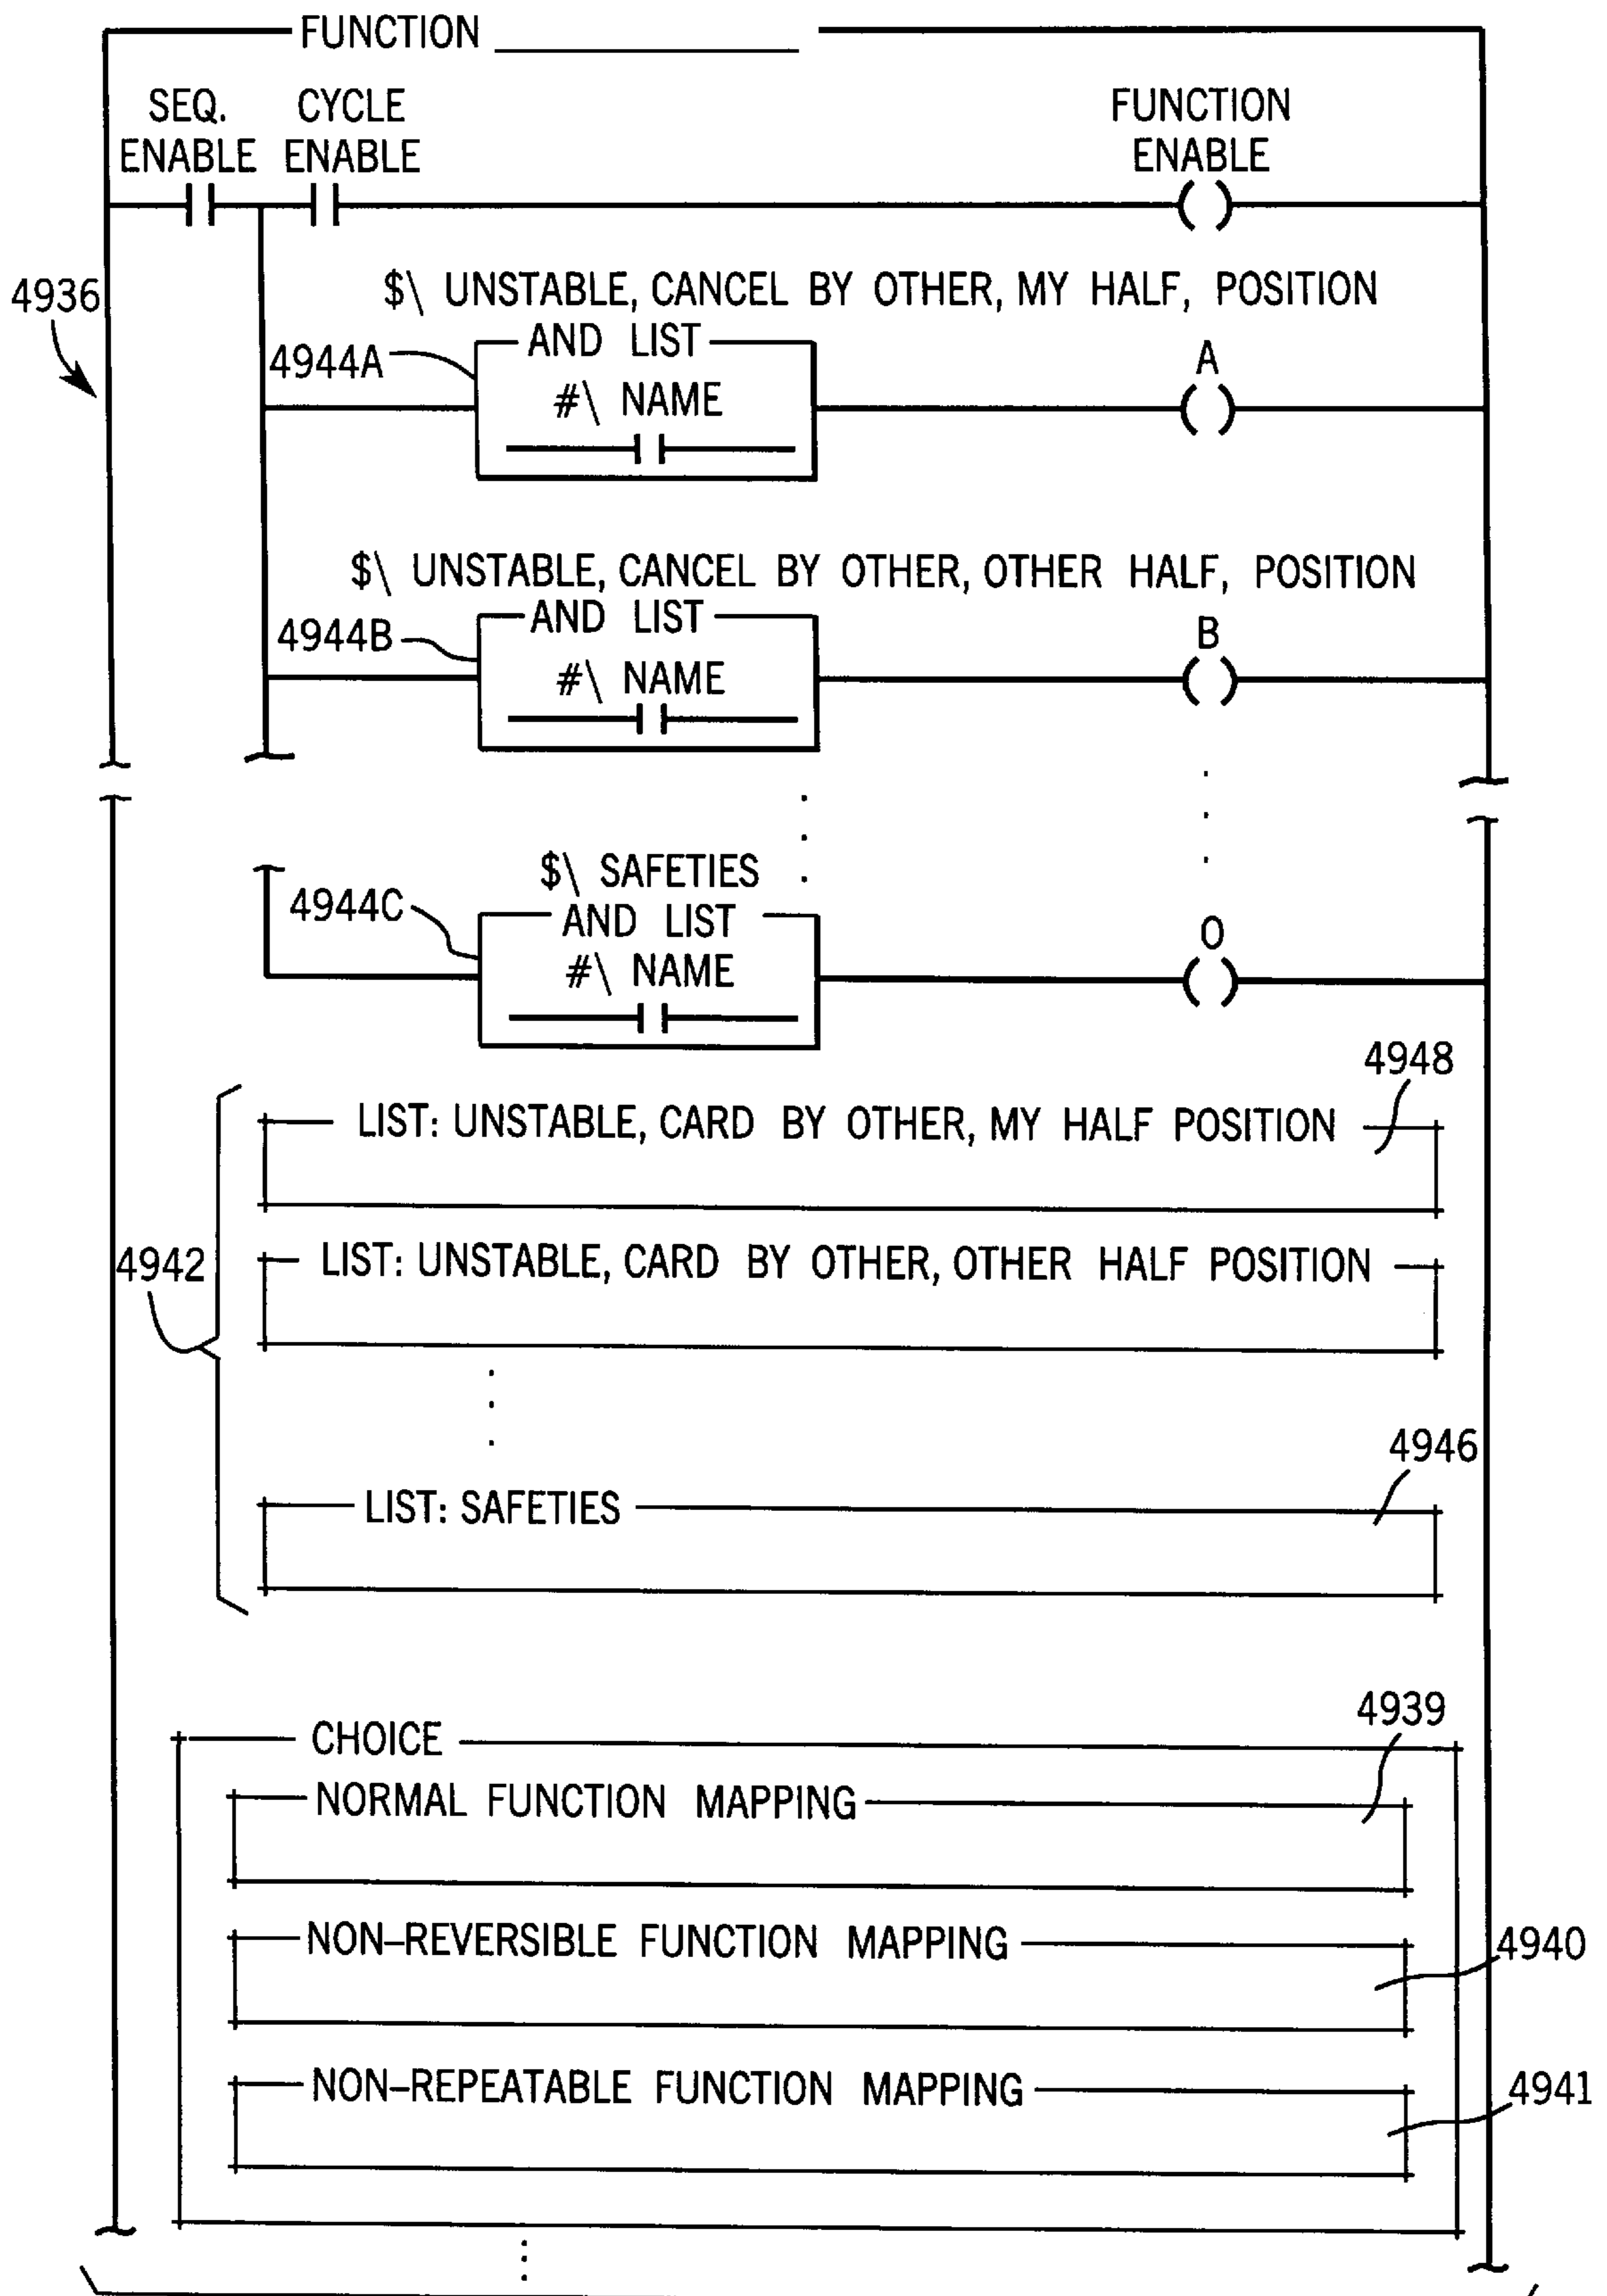 FUNCTION
SEQ. ENABLE
CYCLE ENABLE
FUNCTION ENABLE
4936
$\ UNSTABLE, CANCEL BY OTHER, MY HALF, POSITION
4944A
AND LIST
#\ NAME
A
$\ UNSTABLE, CANCEL BY OTHER, OTHER HALF, POSITION
4944B
AND LIST
#\ NAME
B
$\ SAFETIES
4944C
AND LIST
#\ NAME
O
4948
LIST: UNSTABLE, CARD BY OTHER, MY HALF POSITION
4942
LIST: UNSTABLE, CARD BY OTHER, OTHER HALF POSITION
4946
LIST: SAFETIES
4939
CHOICE
NORMAL FUNCTION MAPPING
NON-REVERSIBLE FUNCTION MAPPING
4940
NON-REPEATABLE FUNCTION MAPPING
4941